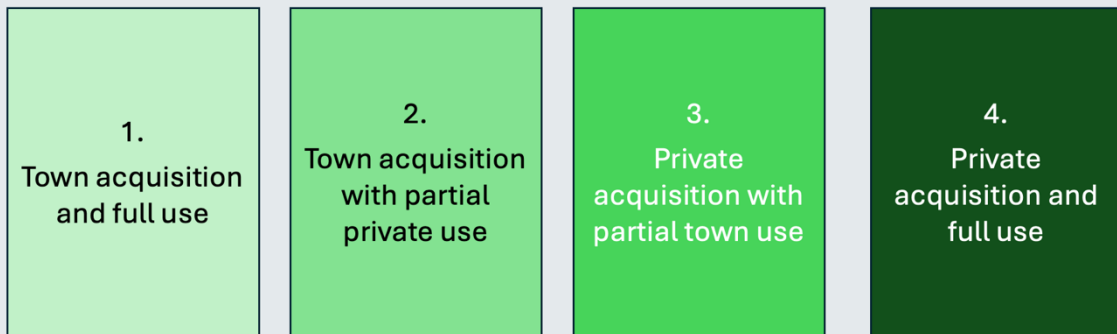 1.
Town acquisition
and full use
2.
Town acquisition
with partial
private use
3.
Private
acquisition with
partial town use
4.
Private
acquisition and
full use